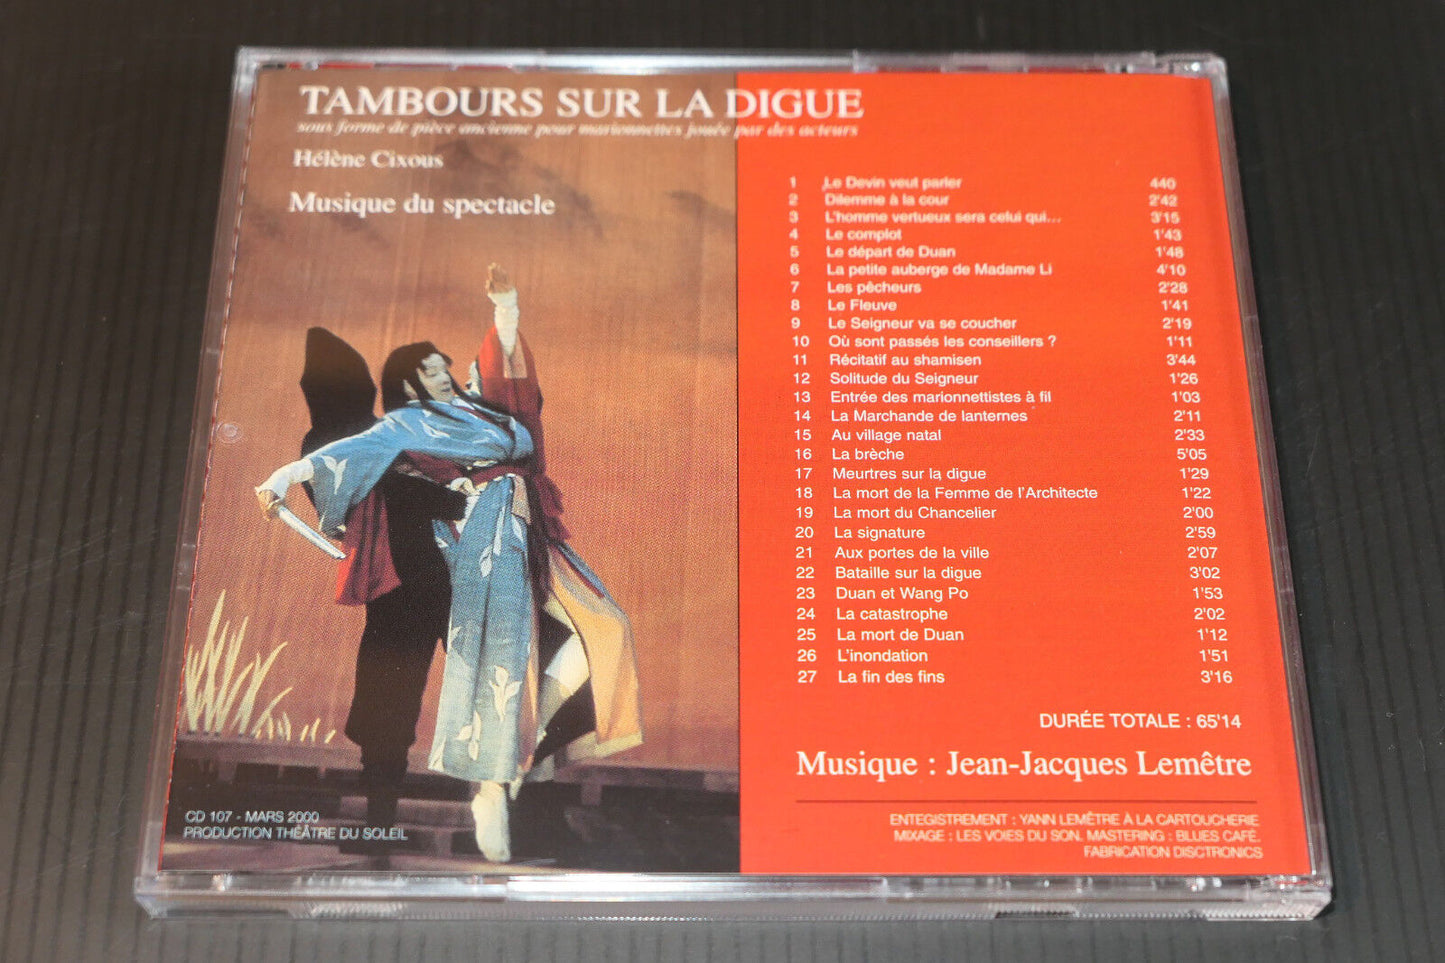 TAMBOURS SUR LA DIGUE
sous forme de pièce ancienne pour marionnettes jouée par des acteurs
Hélène Cixous
Musique du spectacle
1 Le Devin veut parler 440
2 Dilemme à la cour 2'42
3 L'homme vertueux sera celui qui... 3'15
4 Le complot 1'43
5 Le départ de Duan 1'48
6 La petite auberge de Madame Li 4'10
7 Les pêcheurs 2'28
8 Le Fleuve 1'41
9 Le Seigneur va se coucher 2'19
10 Où sont passés les conseillers ? 1'11
11 Récitatif au shamisen 3'44
12 Solitude du Seigneur 1'26
13 Entrée des marionnettistes à fil 1'03
14 La Marchande de lanternes 2'11
15 Au village natal 2'33
16 La brèche 5'05
17 Meurtres sur la digue 1'29
18 La mort de la Femme de l'Architecte 1'22
19 La mort du Chancelier 2'00
20 La signature 2'59
21 Aux portes de la ville 2'07
22 Bataille sur la digue 3'02
23 Duan et Wang Po 1'53
24 La catastrophe 2'02
25 La mort de Duan 1'12
26 L'inondation 1'51
27 La fin des fins 3'16
DURÉE TOTALE : 65'14
Musique : Jean-Jacques Lemêtre
ENTEGISTREMENT : YANN LEMÊTRE À LA CARTOUCHERIE
MIXAGE : LES VOIES DU SON. MASTERING : BLUES CAFÉ.
FABRICATION DISCTRONICS
CD 107 - MARS 2000
PRODUCTION THÉÂTRE DU SOLEIL